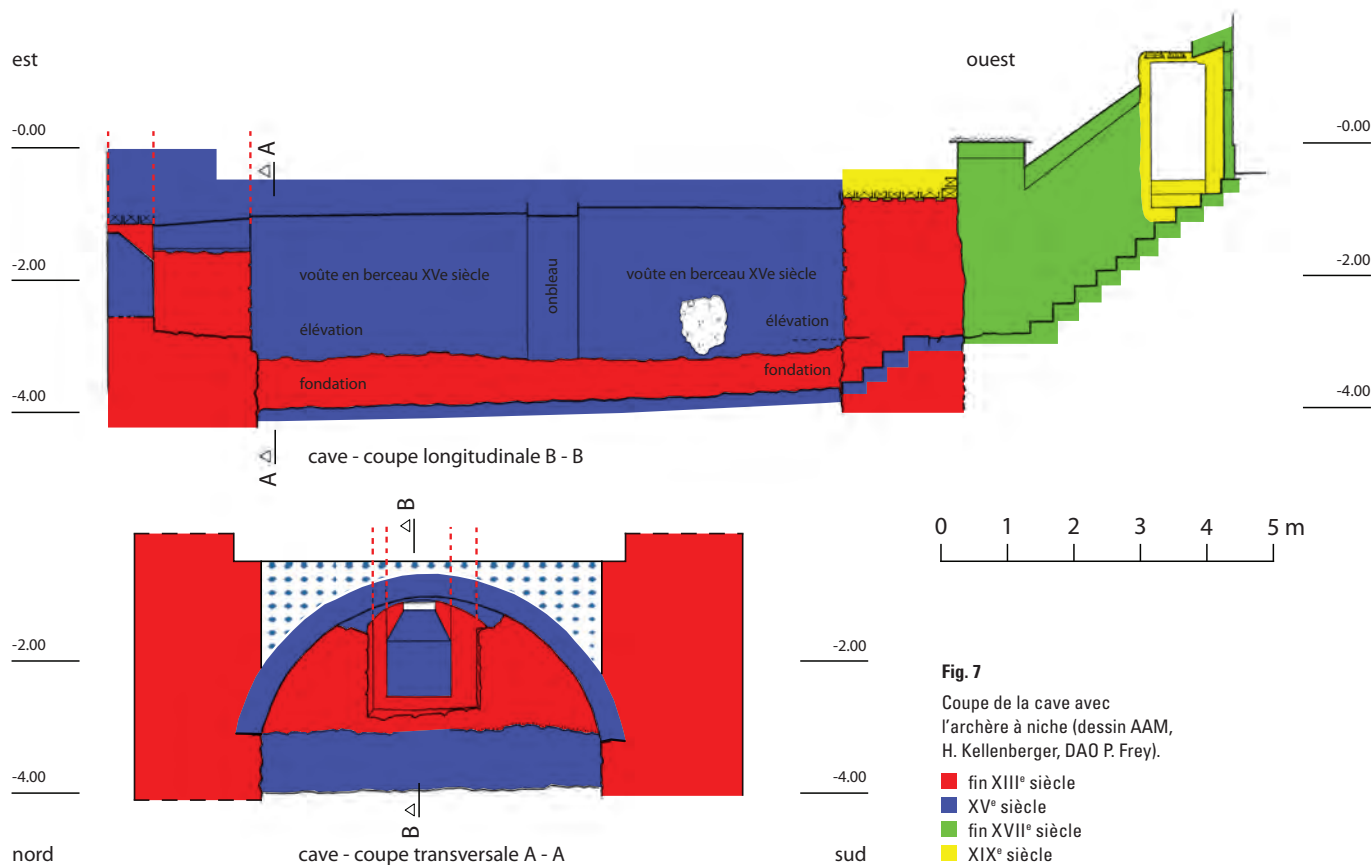 est
ouest
-0.00
-0.00
A
voûte en berceau XVe siècle
onbleau
voûte en berceau XVe siècle
-2.00
-2.00
élévation
élévation
fondation
fondation
-4.00
-4.00
A
cave - coupe longitudinale B - B
B
0 1 2 3 4 5 m
-2.00
-2.00
Fig. 7
Coupe de la cave avec
l'archère à niche (dessin AAM,
H. Kellenberger, DAO P. Frey).
fin XIIIe siècle
XVe siècle
fin XVIIe siècle
XIXe siècle
-4.00
-4.00
B
nord
cave - coupe transversale A - A
sud